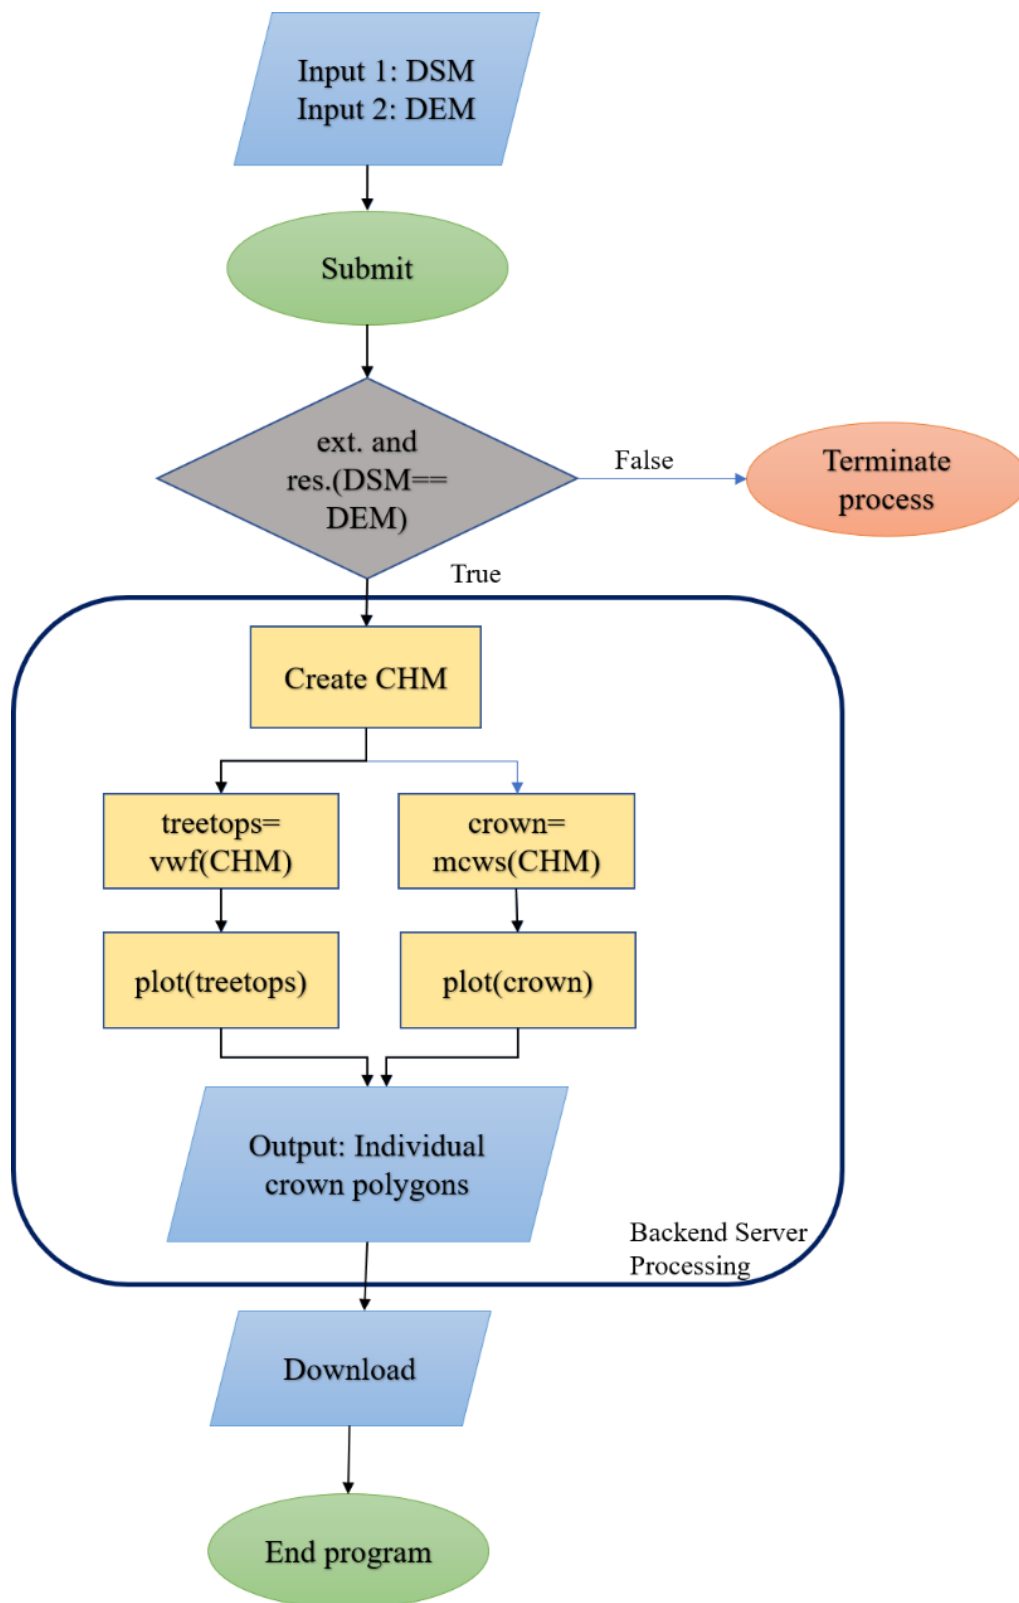 Input 1: DSM
Input 2: DEM
Submit
ext. and
res.(DSM==
DEM)
False
Terminate
process
True
Create CHM
treetops=
vwf(CHM)
crown=
mcws(CHM)
plot(treetops)
plot(crown)
Output: Individual
crown polygons
Backend Server
Processing
Download
End program